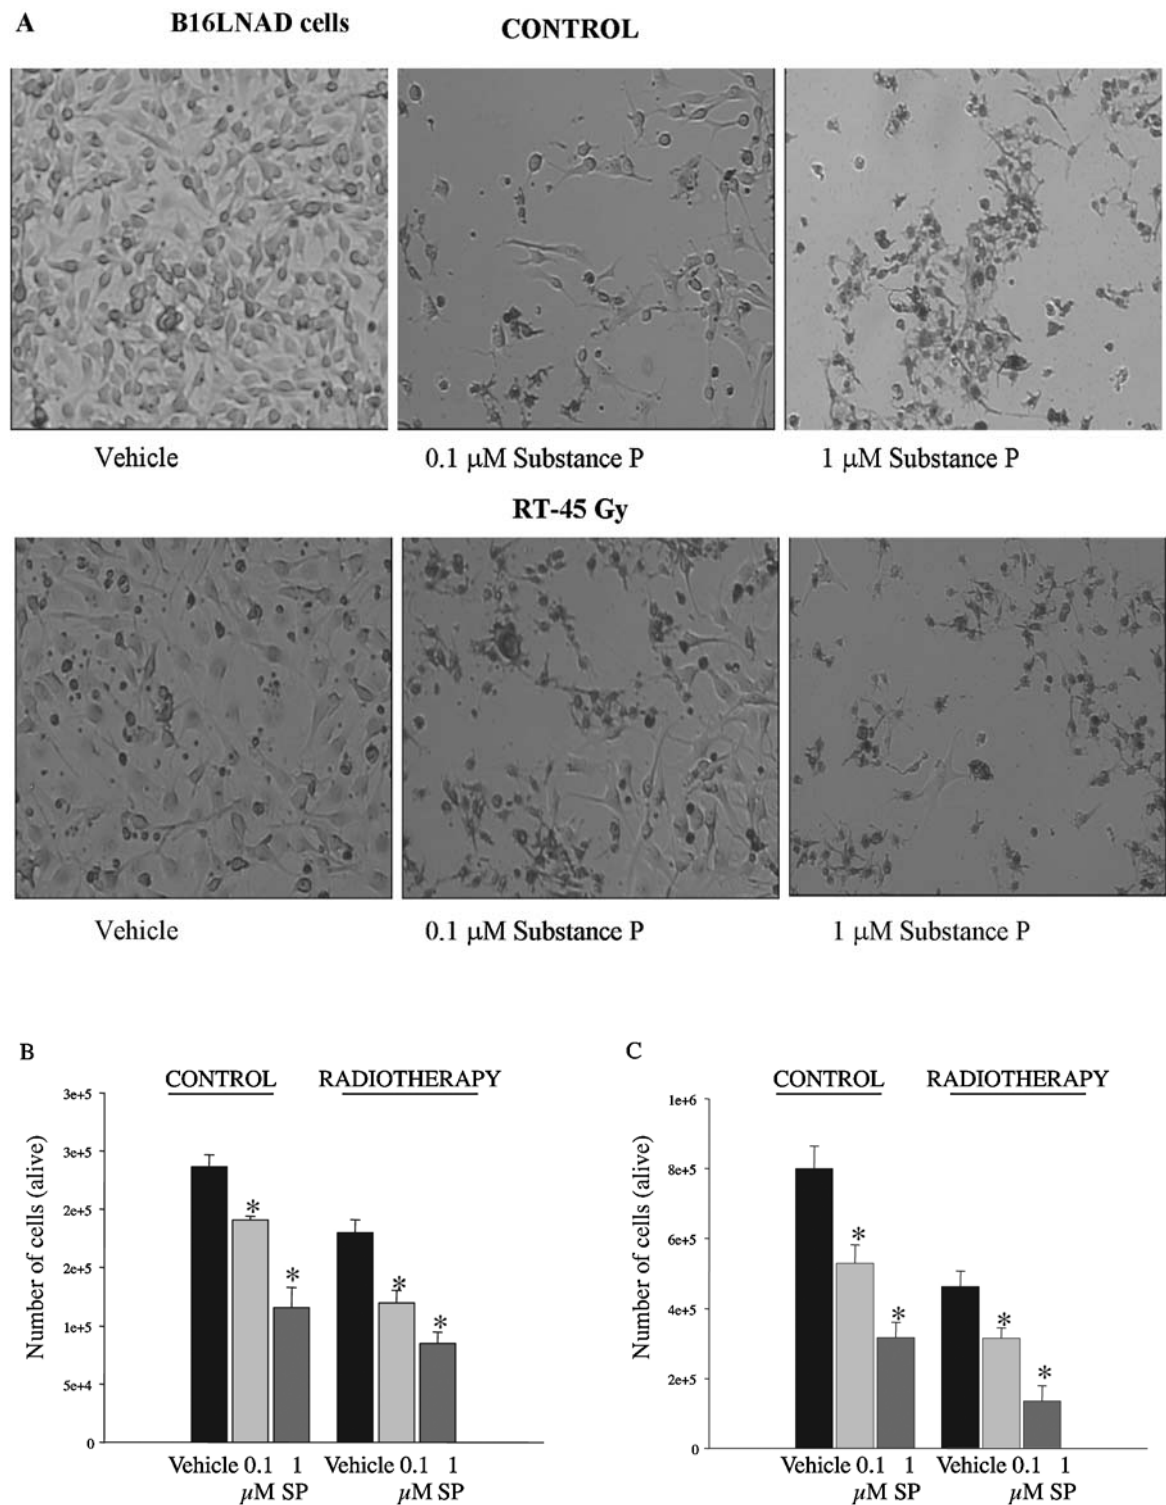 A
B16LNAD cells
CONTROL
Vehicle
0.1 μM Substance P
1 μM Substance P
RT-45 Gy
Vehicle
0.1 μM Substance P
1 μM Substance P
B
CONTROL
RADIOTHERAPY
Number of cells (alive)
3e+5
3e+5
2e+5
2e+5
1e+5
5e+4
0
*
*
*
*
Vehicle 0.1 1
μM SP
Vehicle 0.1 1
μM SP
C
CONTROL
RADIOTHERAPY
Number of cells (alive)
1e+6
8e+5
6e+5
4e+5
2e+5
0
*
*
*
*
Vehicle 0.1 1
μM SP
Vehicle 0.1 1
μM SP